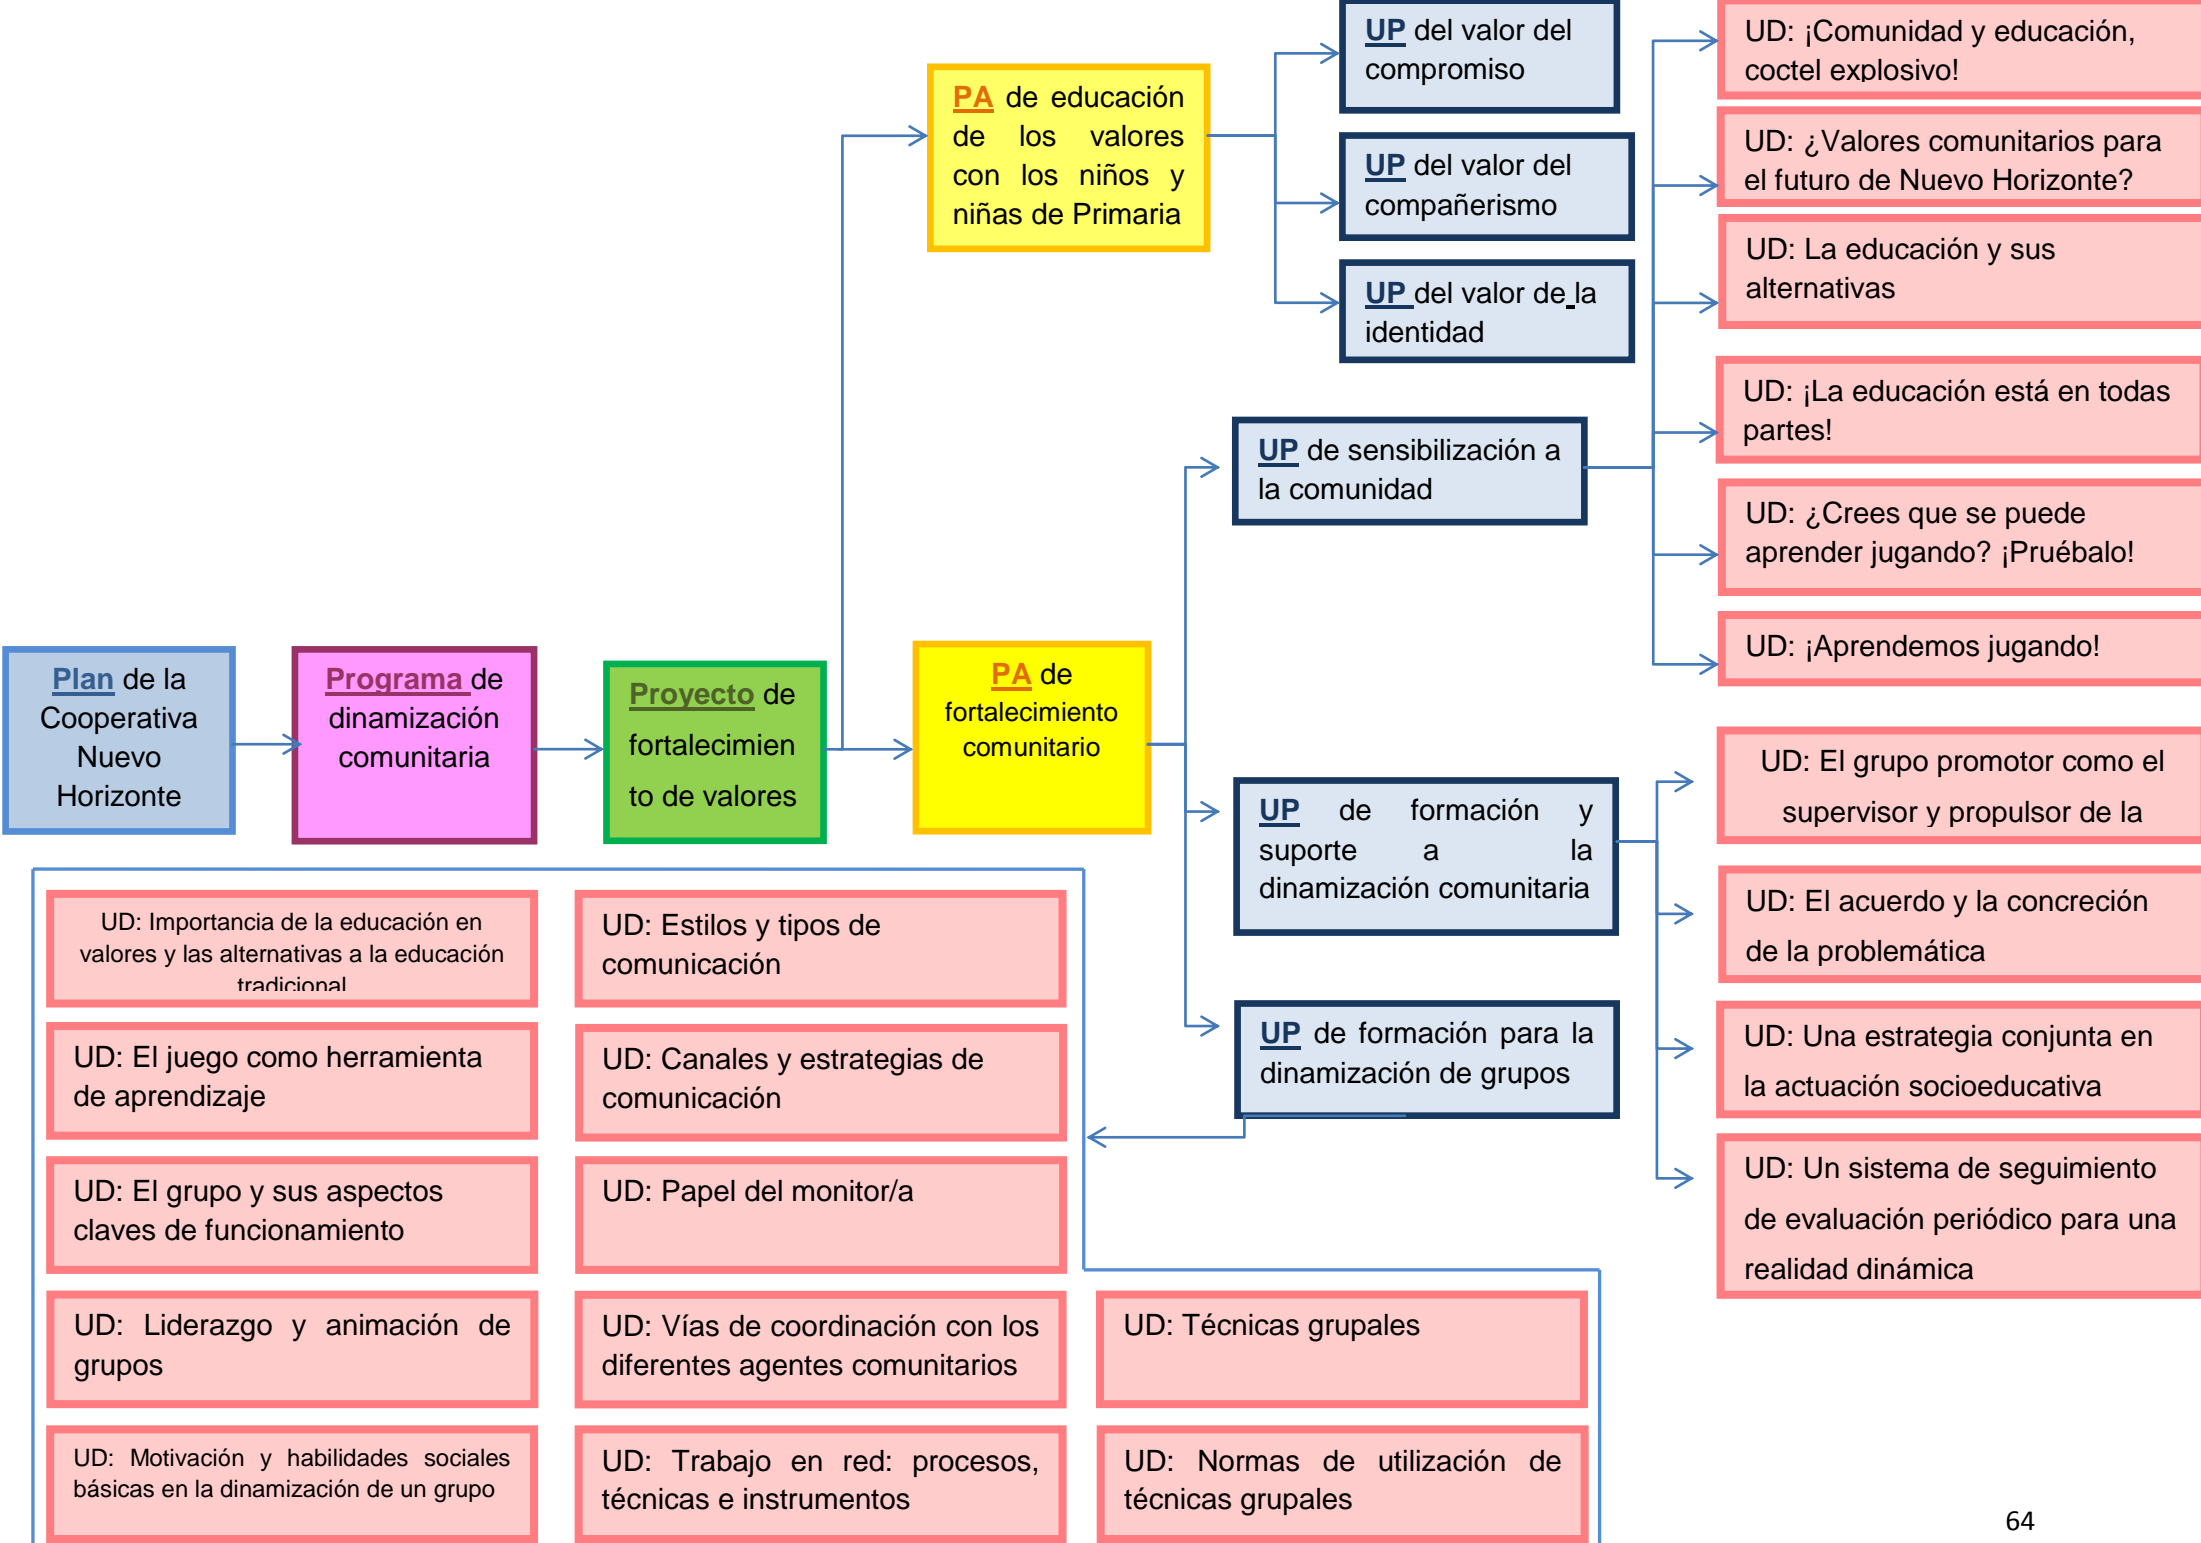 UP del valor del
compromiso
UD: ¡Comunidad y educación,
coctel explosivo!
PA de educación
de los valores
con los niños y
niñas de Primaria
UP del valor del
compañerismo
UD: ¿Valores comunitarios para
el futuro de Nuevo Horizonte?
UP del valor de la
identidad
UD: La educación y sus
alternativas
UD: ¡La educación está en todas
partes!
UP de sensibilización a
la comunidad
UD: ¿Crees que se puede
aprender jugando? ¡Pruébalo!
UD: ¡Aprendemos jugando!
Plan de la
Cooperativa
Nuevo
Horizonte
Programa de
dinamización
comunitaria
Proyecto de
fortalecimien
to de valores
PA de
fortalecimiento
comunitario
UP de formación y
suporte a la
dinamización comunitaria
UD: El grupo promotor como el
supervisor y propulsor de la
UD: El acuerdo y la concreción
de la problemática
UP de formación para la
dinamización de grupos
UD: Una estrategia conjunta en
la actuación socioeducativa
UD: Un sistema de seguimiento
de evaluación periódico para una
realidad dinámica
UD: Importancia de la educación en
valores y las alternativas a la educación
tradicional
UD: Estilos y tipos de
comunicación
UD: El juego como herramienta
de aprendizaje
UD: Canales y estrategias de
comunicación
UD: El grupo y sus aspectos
claves de funcionamiento
UD: Papel del monitor/a
UD: Liderazgo y animación de
grupos
UD: Vías de coordinación con los
diferentes agentes comunitarios
UD: Técnicas grupales
UD: Motivación y habilidades sociales
básicas en la dinamización de un grupo
UD: Trabajo en red: procesos,
técnicas e instrumentos
UD: Normas de utilización de
técnicas grupales
64